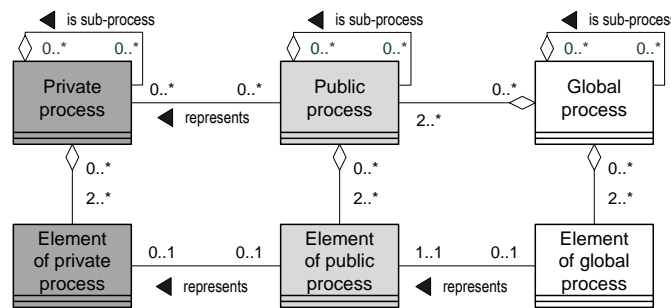 is sub-process
is sub-process
is sub-process
0..*
0..*
0..*
0..*
0..*
0..*
Private
process
0..*
0..*
represents
Public
process
0..*
2..*
Global
process
0..*
2..*
0..*
2..*
0..*
2..*
Element
of private
process
0..1
0..1
represents
Element
of public
process
1..1
0..1
represents
Element
of global
process